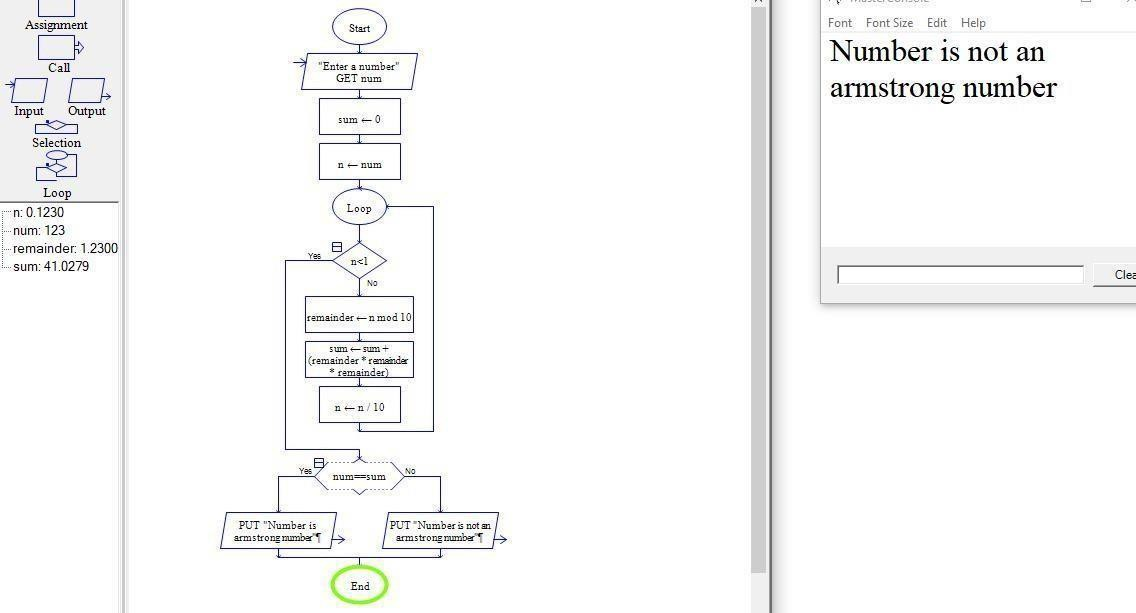 Assignment
Call
Input Output
Selection
Loop
n: 0.1230
num: 123
remainder: 1.2300
sum: 41.0279
Start
"Enter a number"
GET num
sum ← 0
n ← num
Loop
Yes
n<1
No
remainder ← n mod 10
sum ← sum +
(remainder * remainder
* remainder)
n ← n / 10
Yes
num==sum
No
PUT "Number is
armstrong number"¶
PUT "Number is not an
armstrong number"¶
End
MasterConsole
Font Font Size Edit Help
Number is not an
armstrong number
Clea